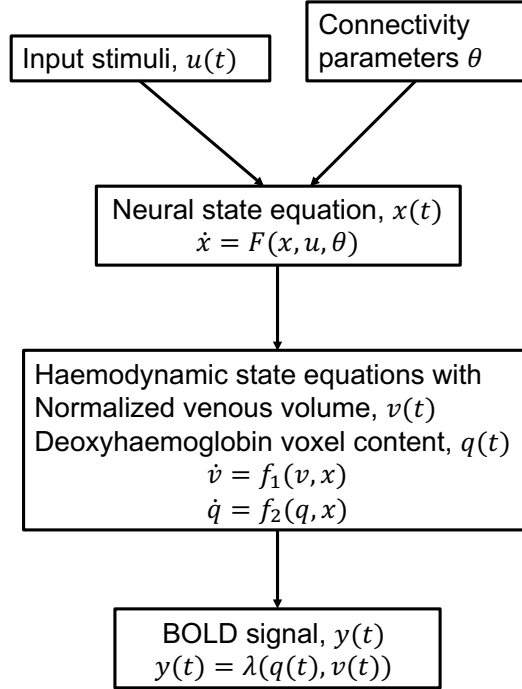 Input stimuli, 𝑢(𝑡)
Connectivity
parameters 𝜃
Neural state equation, 𝑥(𝑡)
𝑥̇ = 𝐹(𝑥, 𝑢, 𝜃)
Haemodynamic state equations with
Normalized venous volume, 𝑣(𝑡)
Deoxyhaemoglobin voxel content, 𝑞(𝑡)
𝑣̇ = 𝑓₁(𝑣, 𝑥)
𝑞̇ = 𝑓₂(𝑞, 𝑥)
BOLD signal, 𝑦(𝑡)
𝑦(𝑡) = 𝜆(𝑞(𝑡), 𝑣(𝑡))